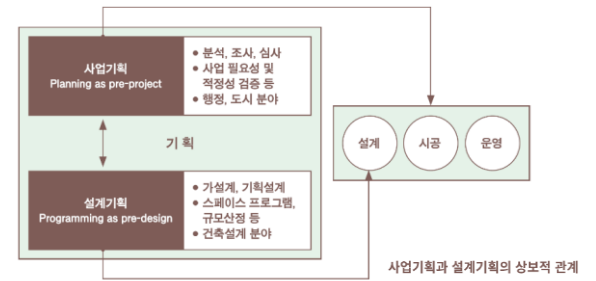 사업기획
Planning as pre-project
• 분석, 조사, 심사
• 사업 필요성 및
적정성 검증 등
• 행정, 도시 분야
기 획
설계기획
Programming as pre-design
• 가설계, 기획설계
• 스페이스 프로그램,
규모산정 등
• 건축설계 분야
설계
시공
운영
사업기획과 설계기획의 상보적 관계